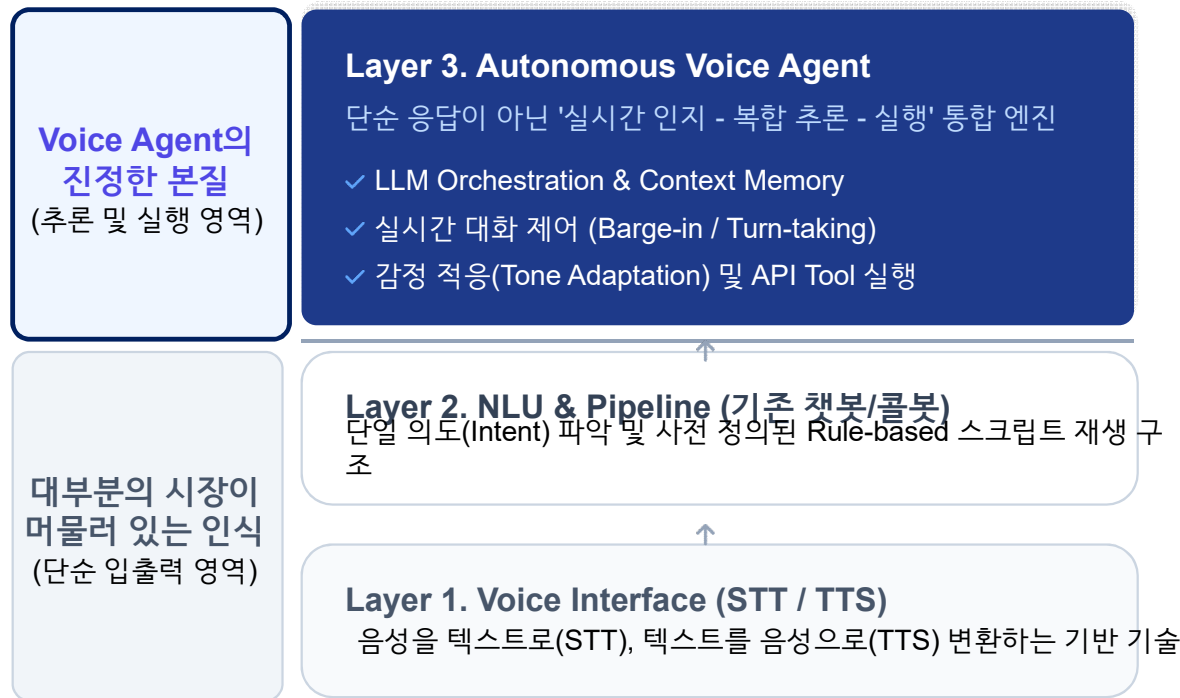 Voice Agent의
진정한 본질
(추론 및 실행 영역)
Layer 3. Autonomous Voice Agent
단순 응답이 아닌 '실시간 인지 - 복합 추론 - 실행' 통합 엔진
LLM Orchestration & Context Memory
실시간 대화 제어 (Barge-in / Turn-taking)
감정 적응(Tone Adaptation) 및 API Tool 실행
대부분의 시장이
머물러 있는 인식
(단순 입출력 영역)
Layer 2. NLU & Pipeline (기존 챗봇/콜봇)
단일 의도(Intent) 파악 및 사전 정의된 Rule-based 스크립트 재생 구
조
Layer 1. Voice Interface (STT / TTS)
음성을 텍스트로(STT), 텍스트를 음성으로(TTS) 변환하는 기반 기술